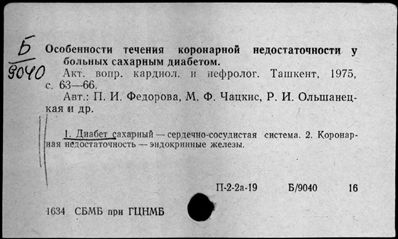 Б
9040
Особенности течения коронарной недостаточности у
больных сахарным диабетом.
Акт. вопр. кардиол. и нефролог. Ташкент, 1975,
с. 63—66.
Авт.: П. И. Федорова, М. Ф. Чацкис, Р. И. Ольшанец-
кая и др.
1. Диабет сахарный — сердечно-сосудистая система. 2. Коронар-
ная недостаточность — эндокринные железы.
П-2-2а-19 Б/9040 16
1634 СБМБ при ГЦНМБ